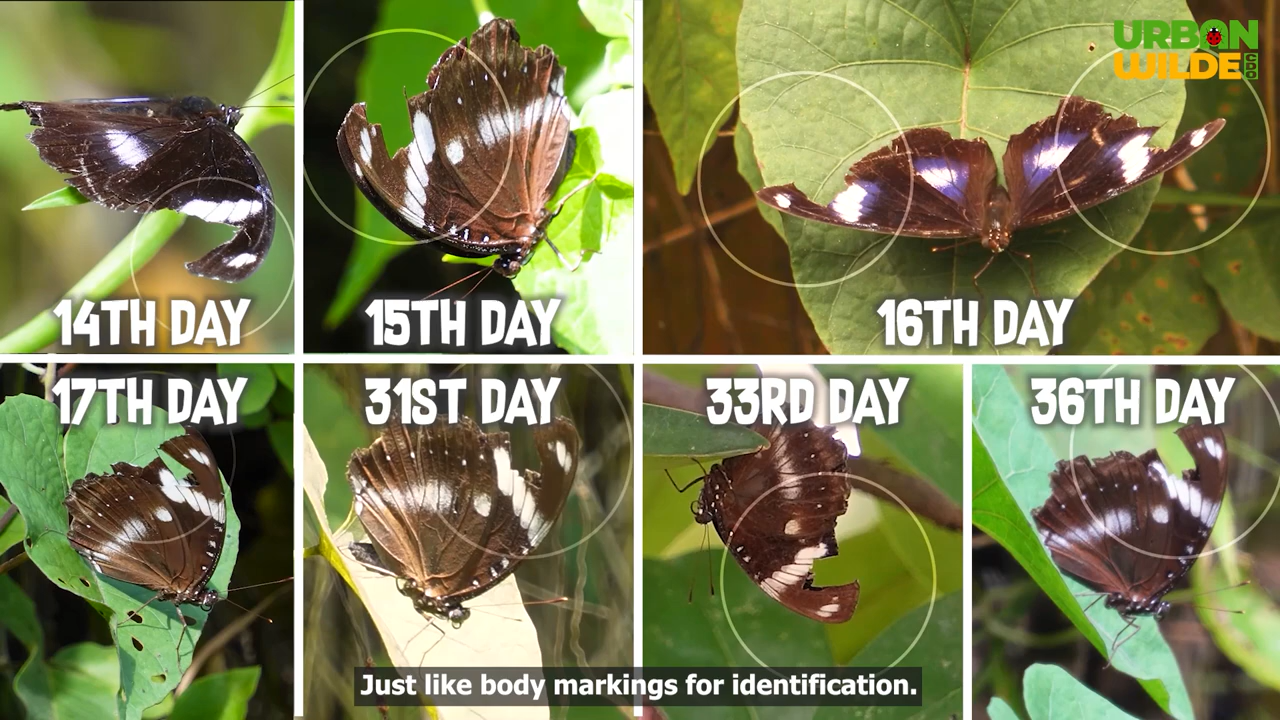 URBAN
WILDE
CDO
14TH DAY
15TH DAY
16TH DAY
17TH DAY
31ST DAY
33RD DAY
36TH DAY
Just like body markings for identification.